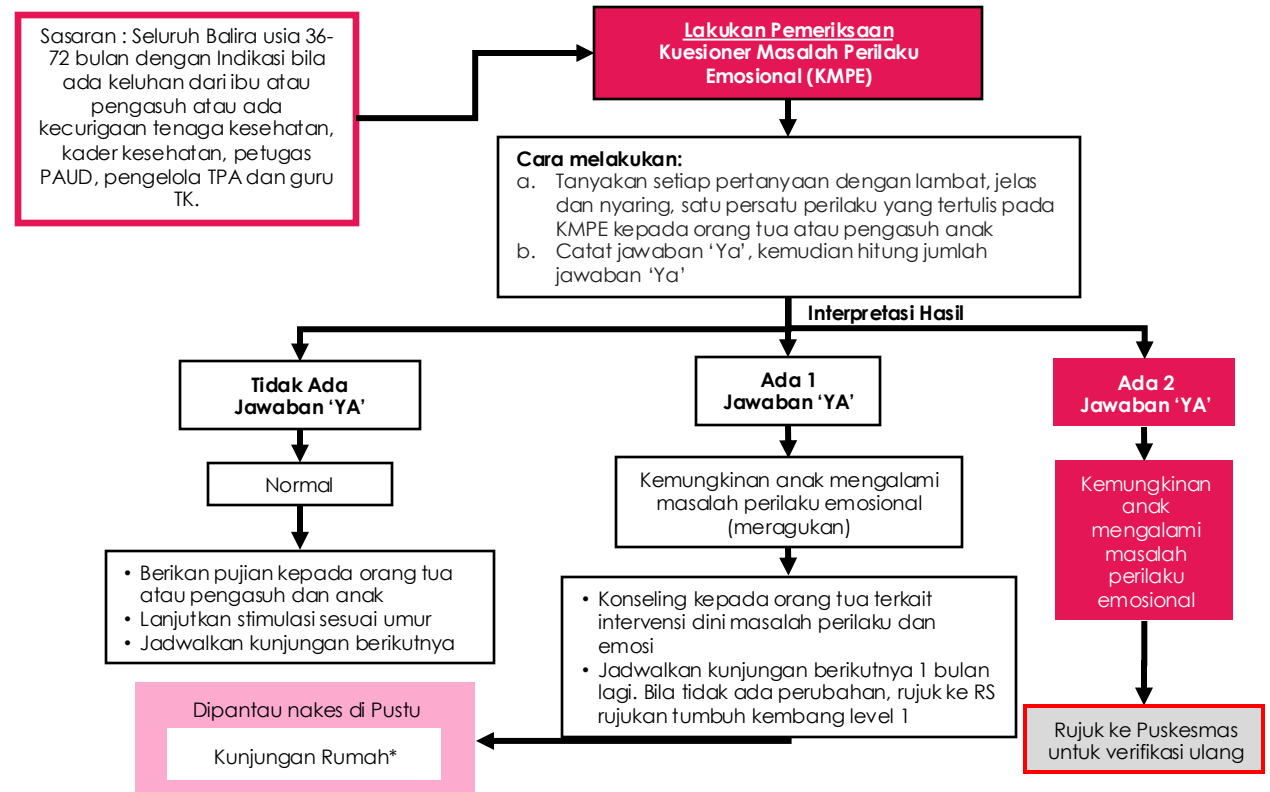 Sasaran : Seluruh Balira usia 36-
72 bulan dengan Indikasi bila
ada keluhan dari ibu atau
pengasuh atau ada
kecurigaan tenaga kesehatan,
kader kesehatan, petugas
PAUD, pengelola TPA dan guru
TK.
Lakukan Pemeriksaan
Kuesioner Masalah Perilaku
Emosional (KMPE)
Cara melakukan:
a. Tanyakan setiap pertanyaan dengan lambat, jelas
dan nyaring, satu persatu perilaku yang tertulis pada
KMPE kepada orang tua atau pengasuh anak
b. Catat jawaban ‘Ya’, kemudian hitung jumlah
jawaban ‘Ya’
Interpretasi Hasil
Tidak Ada
Jawaban ‘YA’
Normal
• Berikan pujian kepada orang tua
atau pengasuh dan anak
• Lanjutkan stimulasi sesuai umur
• Jadwalkan kunjungan berikutnya
Ada 1
Jawaban ‘YA’
Kemungkinan anak mengalami
masalah perilaku emosional
(meragukan)
• Konseling kepada orang tua terkait
intervensi dini masalah perilaku dan
emosi
• Jadwalkan kunjungan berikutnya 1 bulan
lagi. Bila tidak ada perubahan, rujuk ke RS
rujukan tumbuh kembang level 1
Dipantau nakes di Pustu
Kunjungan Rumah*
Ada 2
Jawaban ‘YA’
Kemungkinan
anak
mengalami
masalah
perilaku
emosional
Rujuk ke Puskesmas
untuk verifikasi ulang